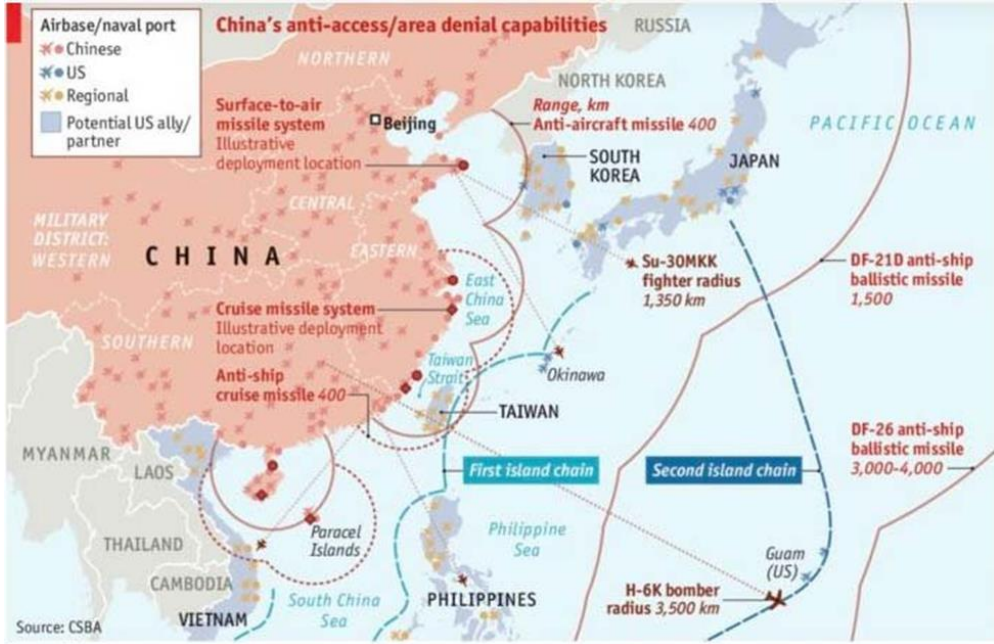 China's anti-access/area denial capabilities
Airbase/naval port
Chinese
US
Regional
Potential US ally/
partner
RUSSIA
NORTHERN
NORTH KOREA
Surface-to-air
missile system
Illustrative
deployment location
Beijing
Range, km
Anti-aircraft missile 400
PACIFIC OCEAN
SOUTH
KOREA
JAPAN
CENTRAL
MILITARY
DISTRICT:
WESTERN
CHINA
EASTERN
Su-30MKK
fighter radius
1,350 km
DF-21D anti-ship
ballistic missile
1,500
East
China
Sea
Cruise missile system
Illustrative deployment
location
SOUTHERN
Taiwan
Strait
Okinawa
Anti-ship
cruise missile 400
TAIWAN
DF-26 anti-ship
ballistic missile
3,000-4,000
MYANMAR
LAOS
First island chain
Second island chain
Paracel
Islands
Philippine
Sea
THAILAND
Guam
(US)
CAMBODIA
H-6K bomber
radius 3,500 km
VIETNAM
South China
Sea
PHILIPPINES
Source: CSBA